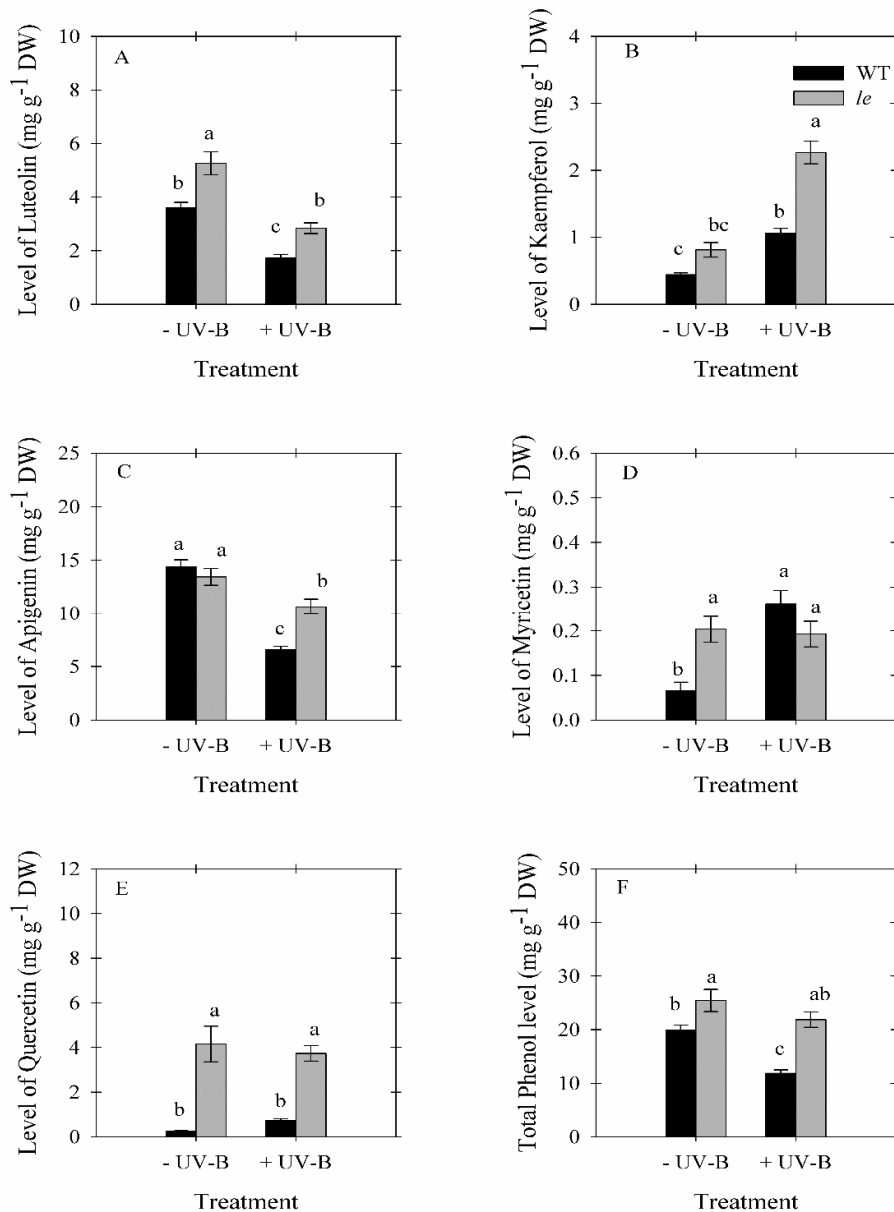 A
Level of Luteolin (mg g-1 DW)
10
8
6
4
2
0
a
b
b
c
- UV-B + UV-B
Treatment
B
WT
le
Level of Kaempferol (mg g-1 DW)
4
3
2
1
0
a
b
bc
c
- UV-B + UV-B
Treatment
C
Level of Apigenin (mg g-1 DW)
25
20
15
10
5
0
a a
b
c
- UV-B + UV-B
Treatment
D
Level of Myricetin (mg g-1 DW)
0.6
0.5
0.4
0.3
0.2
0.1
0.0
a
a
a
b
- UV-B + UV-B
Treatment
E
Level of Quercetin (mg g-1 DW)
12
10
8
6
4
2
0
a
a
b
b
- UV-B + UV-B
Treatment
F
Total Phenol level (mg g-1 DW)
50
40
30
20
10
0
a
ab
b
c
- UV-B + UV-B
Treatment